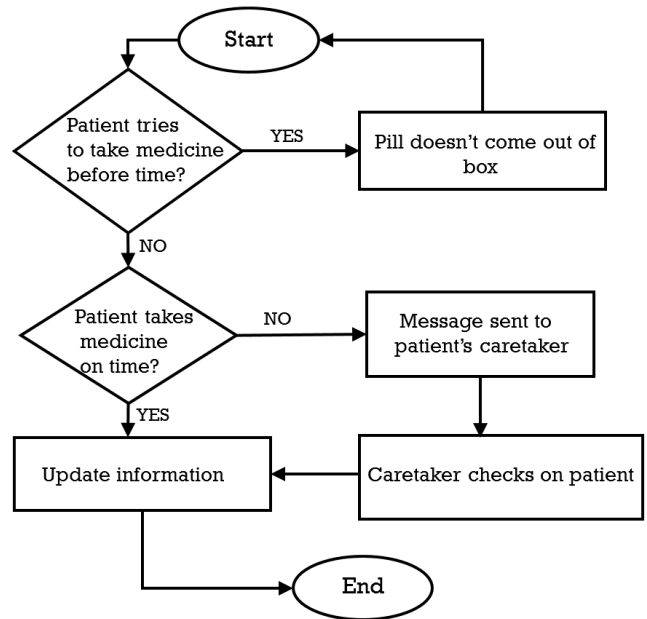 Start
Patient tries
to take medicine
before time?
YES
Pill doesn’t come out of
box
NO
Patient takes
medicine
on time?
NO
Message sent to
patient’s caretaker
YES
Update information
Caretaker checks on patient
End